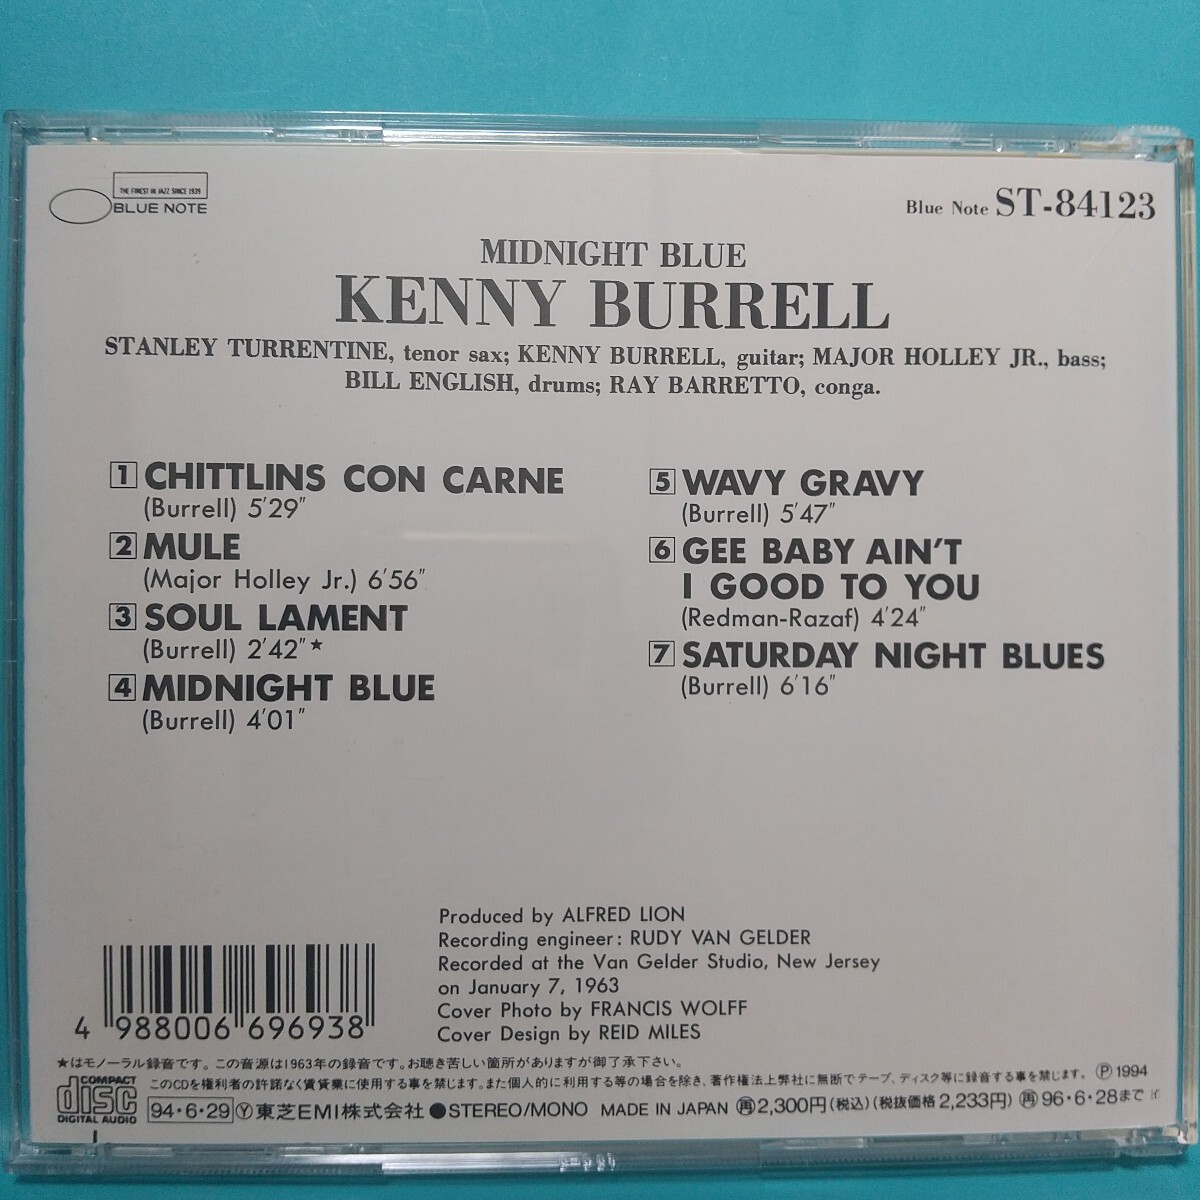 THE FINEST IN JAZZ SINCE 1939
BLUE NOTE
Blue Note ST-84123
MIDNIGHT BLUE
KENNY BURRELL
STANLEY TURRENTINE, tenor sax; KENNY BURRELL, guitar; MAJOR HOLLEY JR., bass;
BILL ENGLISH, drums; RAY BARRETTO, conga.
1 CHITTLINS CON CARNE
(Burrell) 5'29"
2 MULE
(Major Holley Jr.) 6'56"
3 SOUL LAMENT
(Burrell) 2'42"★
4 MIDNIGHT BLUE
(Burrell) 4'01"
5 WAVY GRAVY
(Burrell) 5'47"
6 GEE BABY AIN'T
I GOOD TO YOU
(Redman-Razaf) 4'24"
7 SATURDAY NIGHT BLUES
(Burrell) 6'16"
Produced by ALFRED LION
Recording engineer: RUDY VAN GELDER
Recorded at the Van Gelder Studio, New Jersey
on January 7, 1963
Cover Photo by FRANCIS WOLFF
Cover Design by REID MILES
4 988006 696938
★はモノーラル録音です。この音源は1963年の録音です。お聴き苦しい箇所がありますが御了承下さい。
このCDを権利者の許諾なく賃貸業に使用する事を禁じます。また個人的に利用する等の場合を除き、著作権法上弊社に無断でテープ、ディスク等に録音する事を禁じます。 Ⓟ1994
COMPACT
disc
DIGITAL AUDIO
94・6・29 Ⓨ 東芝EMI株式会社 ●STEREO/MONO MADE IN JAPAN ㊢2,300円(税込)(税抜価格2,233円) ㊢96・6・28まで